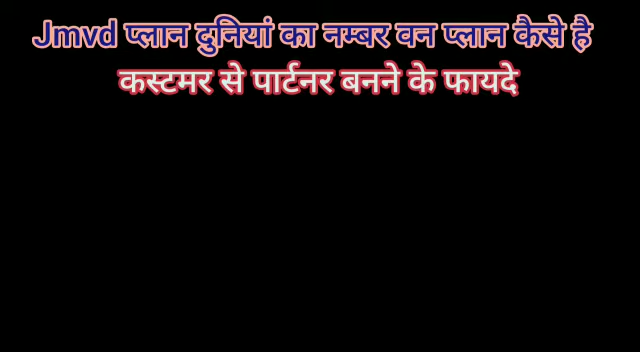 Jmvd प्लान दुनियां का नम्बर वन प्लान कैसे है
कस्टमर से पार्टनर बनने के फायदे